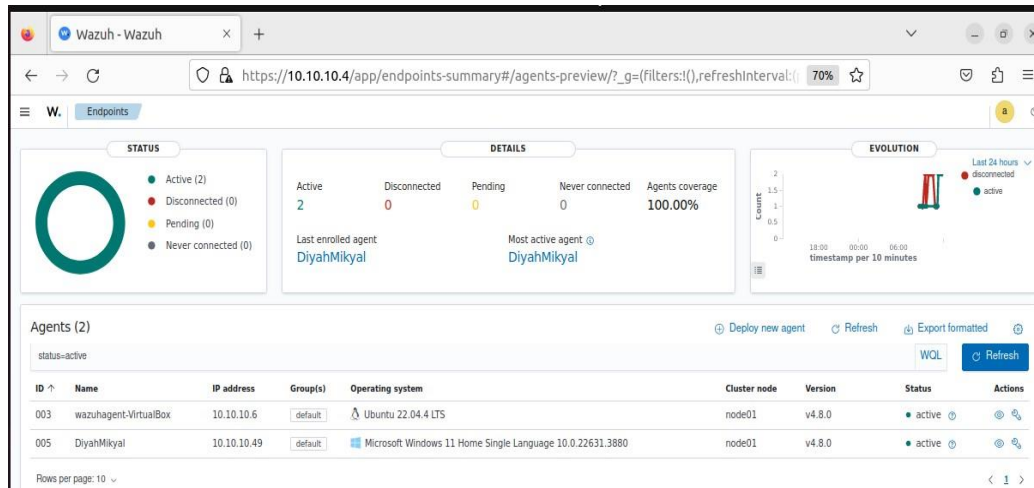 Wazuh - Wazuh
https://10.10.10.4/app/endpoints-summary#/agents-preview/?_g=(filters:!(),refreshInterval:(
70%
W. Endpoints a
STATUS
Active (2)
Disconnected (0)
Pending (0)
Never connected (0)
DETAILS
Active Disconnected Pending Never connected Agents coverage
2 0 0 0 100.00%
Last enrolled agent Most active agent
DiyahMikyal DiyahMikyal
EVOLUTION
Last 24 hours
disconnected
active
Count
2
1.5
1
0.5
0
18:00 00:00 06:00
timestamp per 10 minutes
Agents (2) Deploy new agent Refresh Export formatted
status=active WQL Refresh
ID Name IP address Group(s) Operating system Cluster node Version Status Actions
003 wazuhagent-VirtualBox 10.10.10.6 default Ubuntu 22.04.4 LTS node01 v4.8.0 active
005 DiyahMikyal 10.10.10.49 default Microsoft Windows 11 Home Single Language 10.0.22631.3880 node01 v4.8.0 active
Rows per page: 10 < 1 >